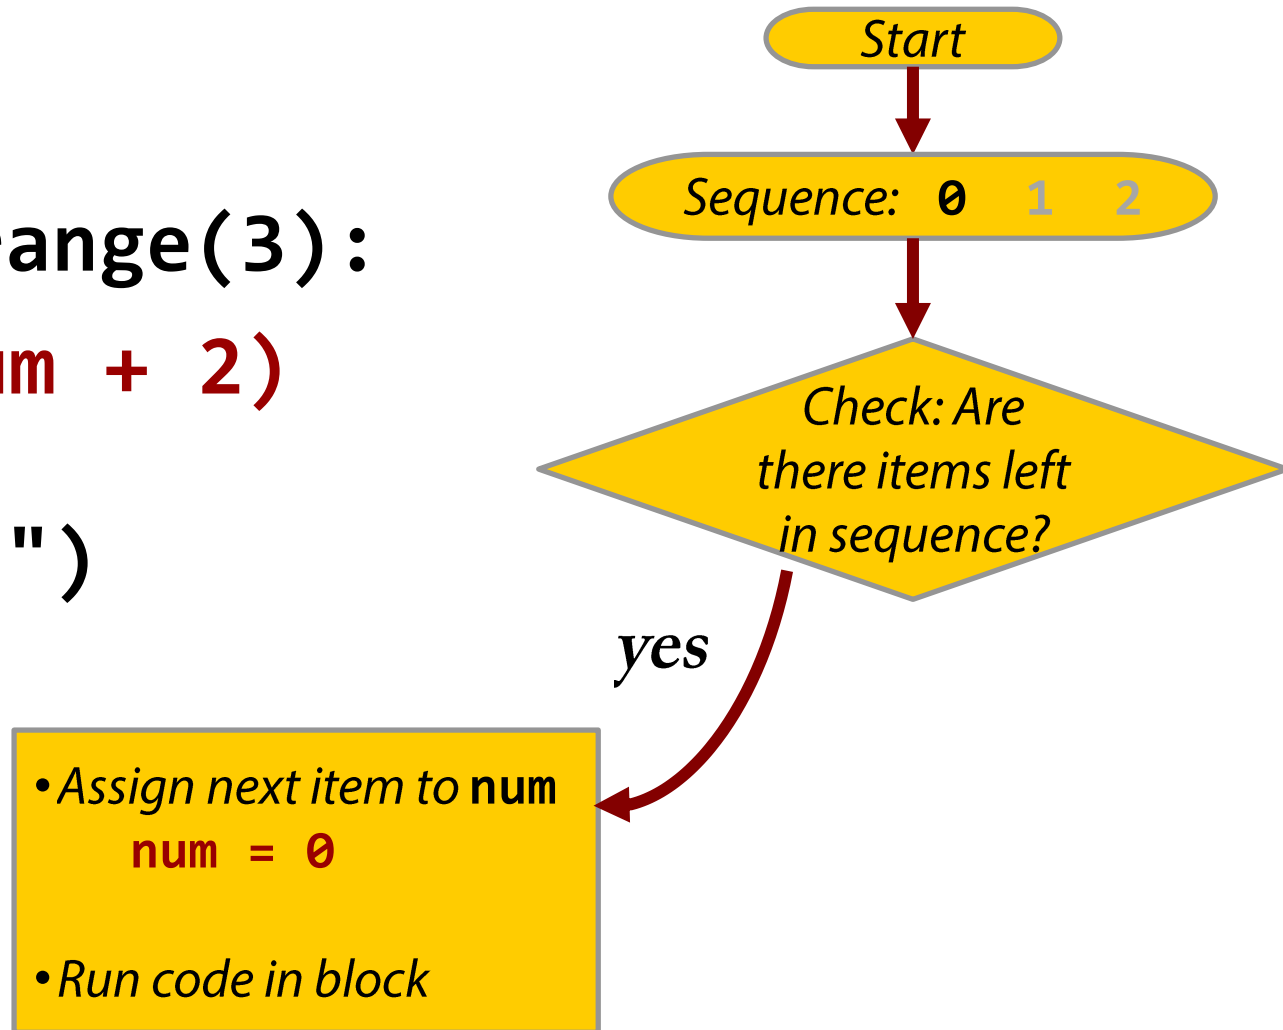 ange(3):
m + 2)
")
Start
Sequence: 0 1 2
Check: Are
there items left
in sequence?
yes
•Assign next item to num
num = 0
•Run code in block